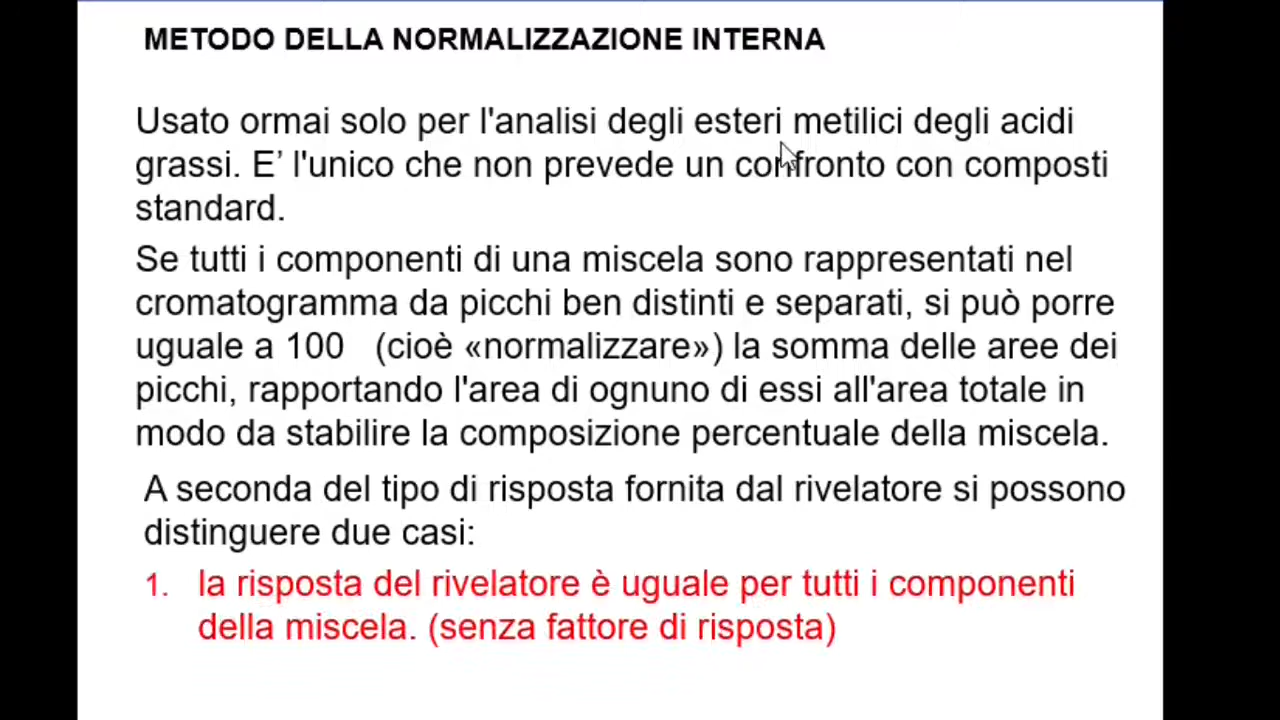 METODO DELLA NORMALIZZAZIONE INTERNA
Usato ormai solo per l'analisi degli esteri metilici degli acidi
grassi. E’ l'unico che non prevede un confronto con composti
standard.
Se tutti i componenti di una miscela sono rappresentati nel
cromatogramma da picchi ben distinti e separati, si può porre
uguale a 100 (cioè «normalizzare») la somma delle aree dei
picchi, rapportando l'area di ognuno di essi all'area totale in
modo da stabilire la composizione percentuale della miscela.
A seconda del tipo di risposta fornita dal rivelatore si possono
distinguere due casi:
1. la risposta del rivelatore è uguale per tutti i componenti
della miscela. (senza fattore di risposta)